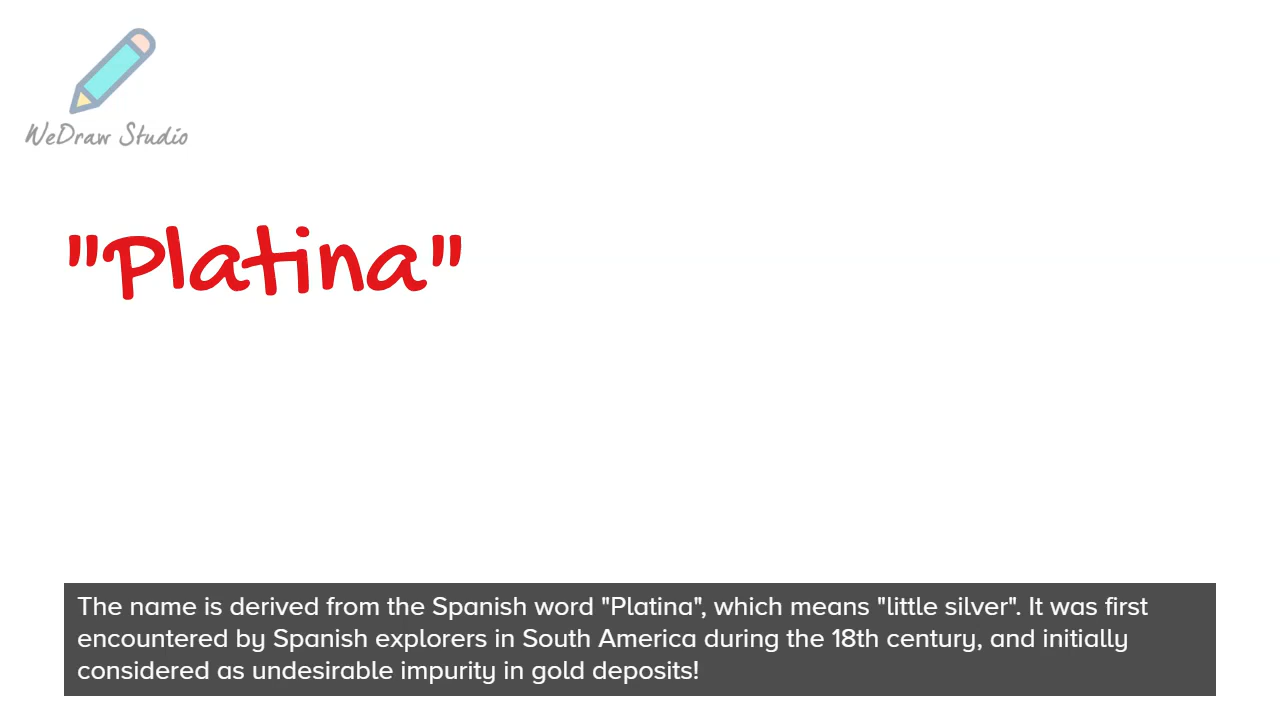 WeDraw Studio
"Platina"
The name is derived from the Spanish word "Platina", which means "little silver". It was first
encountered by Spanish explorers in South America during the 18th century, and initially
considered as undesirable impurity in gold deposits!